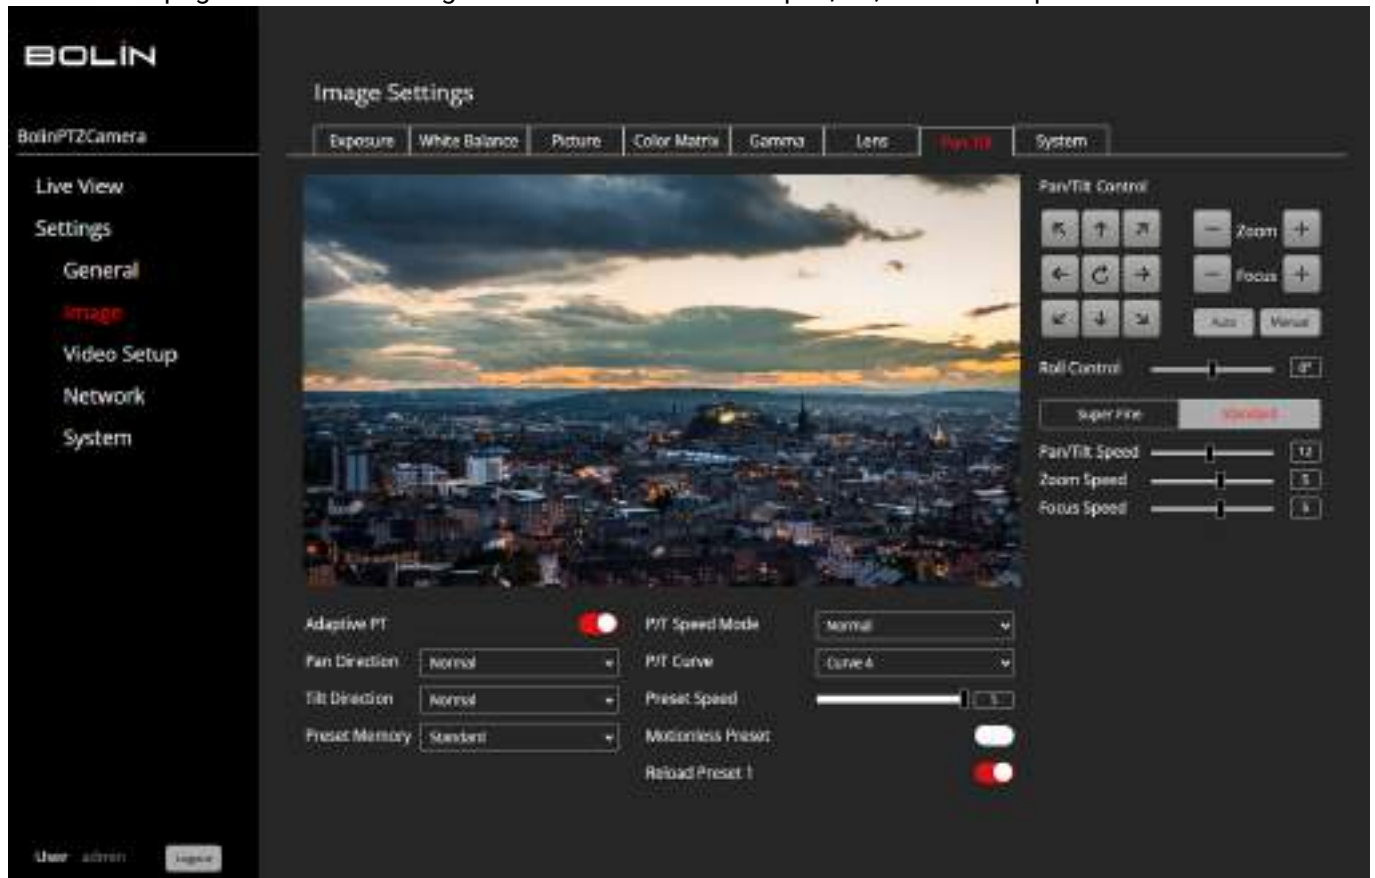 BOLIN
Image Settings
BolinPTZCamera
Exposure White Balance Picture Color Matrix Gamma Lens Pan Tilt System
Live View
Settings
General
Image
Video Setup
Network
System
Pan/Tilt Control
Zoom
Focus
Auto Manual
Roll Control 0°
Super Fine Standard
Pan/Tilt Speed 12
Zoom Speed 5
Focus Speed
Adaptive PT
Pan Direction Normal
Tilt Direction Normal
Preset Memory Standard
P/T Speed Mode Normal
P/T Curve Curve 4
Preset Speed 5
Motionless Preset
Reload Preset 1
User admin Logout